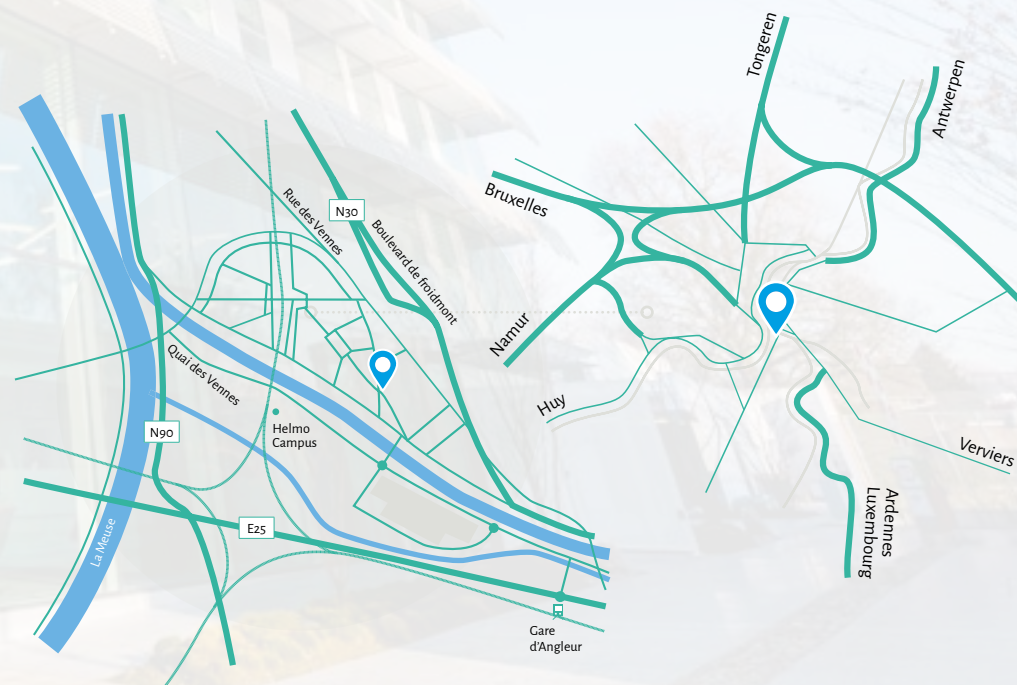 Tongeren
Antwerpen
Bruxelles
Rue des Vennes
N30
Boulevard de froidmont
Namur
Quai des Vennes
Huy
Helmo
Campus
N90
Verviers
Ardennes
Luxembourg
E25
La Meuse
Gare
d'Angleur